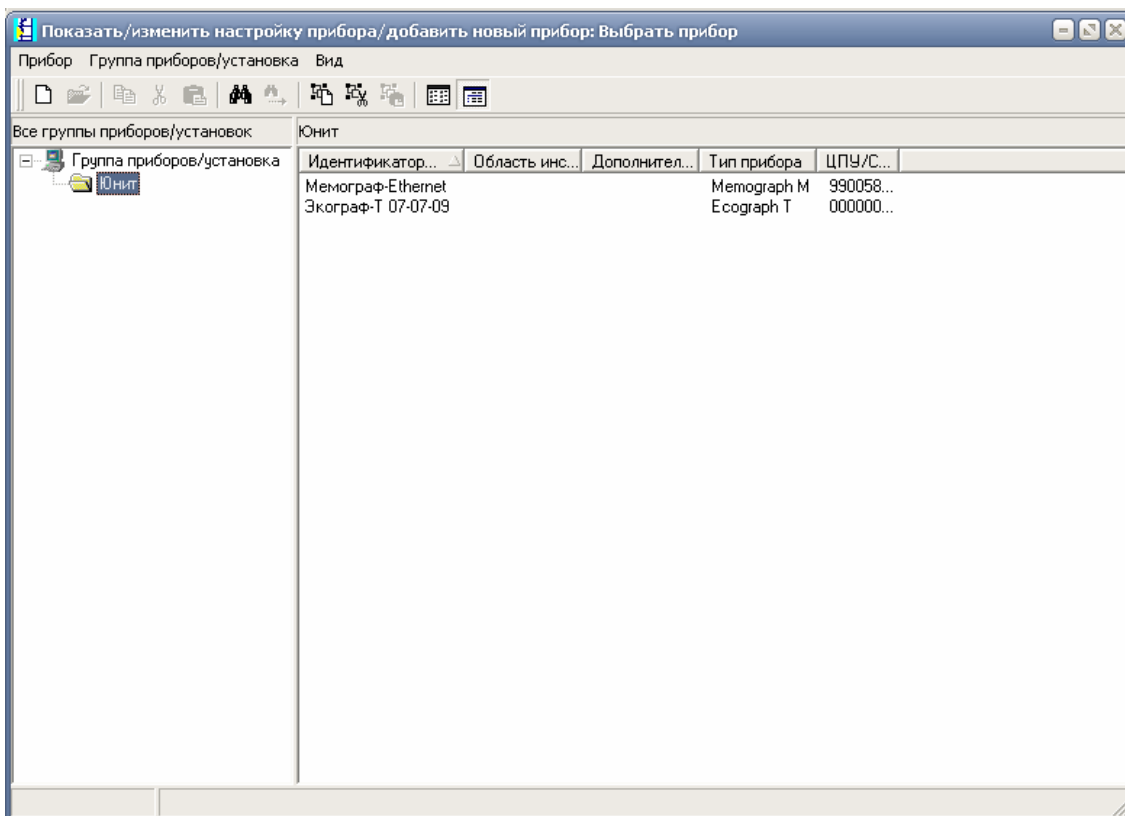 Показать/изменить настройку прибора/добавить новый прибор: Выбрать прибор
Прибор Группа приборов/установка Вид
Все группы приборов/установок Юнит
Группа приборов/установка
Юнит
Идентификатор... Область инс... Дополнител... Тип прибора ЦПУ/С...
Мемограф-Ethernet Memograph M 990058...
Экограф-Т 07-07-09 Ecograph T 000000...